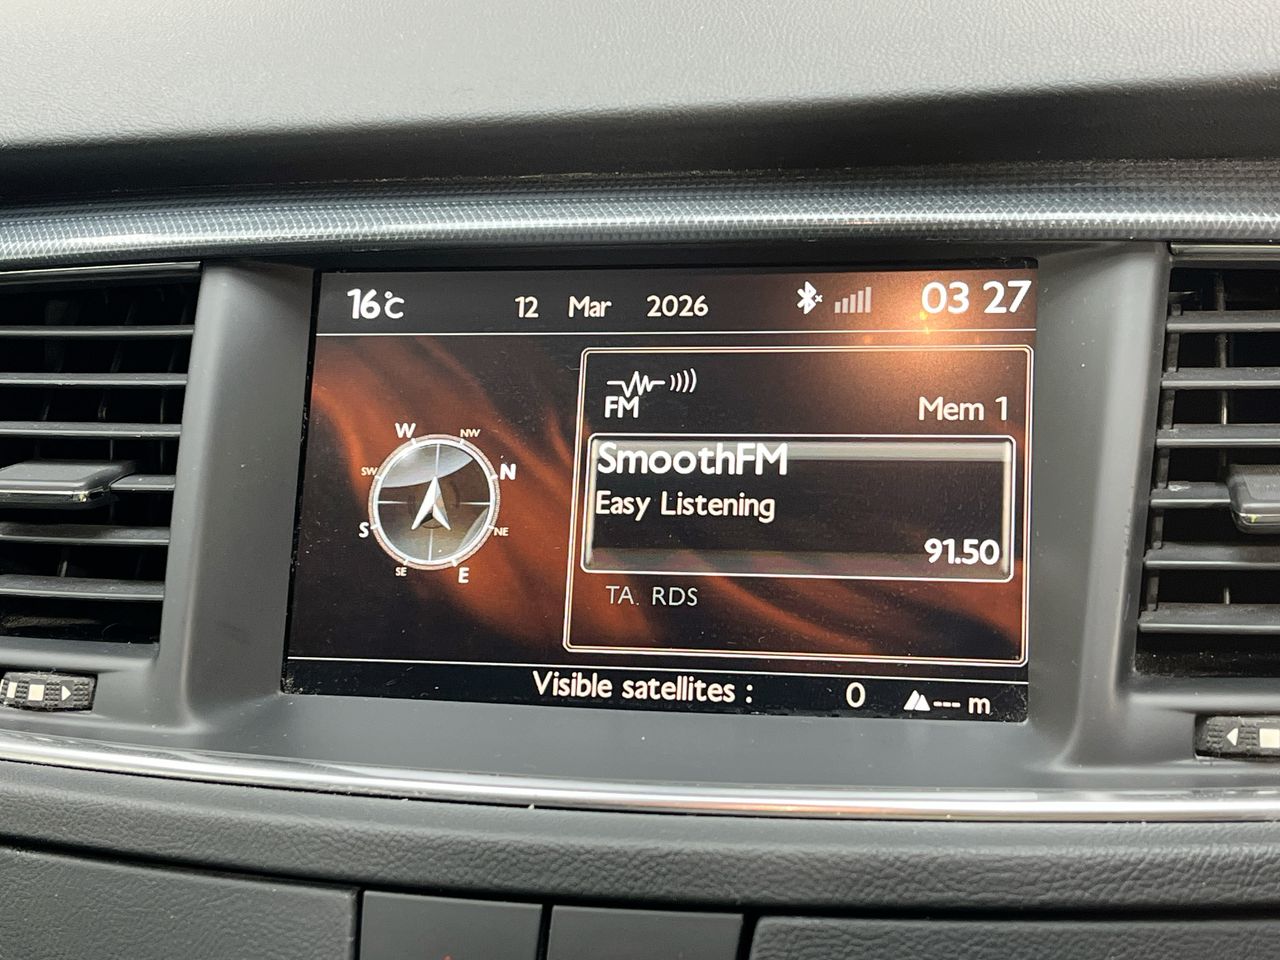 16°C 12 Mar 2026 03 27
W
NW
SW
N
S
NE
SE
E
FM
Mem 1
SmoothFM
Easy Listening
91.50
TA. RDS
Visible satellites : 0 --- m